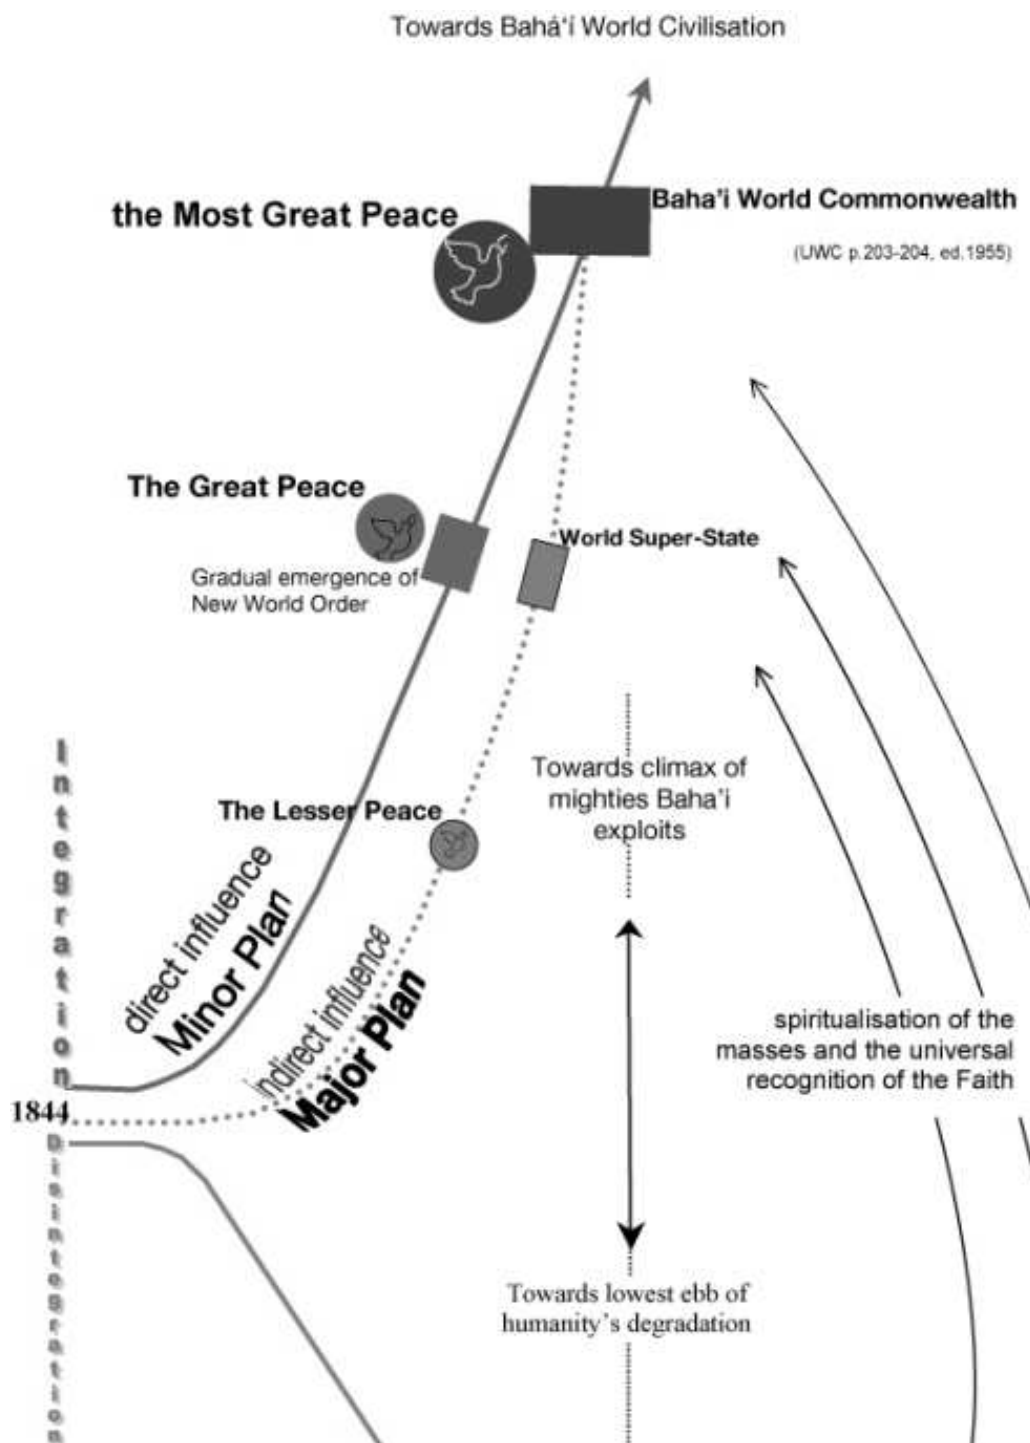 Towards Bahá‘í World Civilisation
the Most Great Peace
Baha’i World Commonwealth
(UWC p.203-204, ed.1955)
The Great Peace
Gradual emergence of
New World Order
World Super-State
Integration
Towards climax of
mighties Baha’i
exploits
The Lesser Peace
direct influence
Minor Plan
indirect influence
Major Plan
spiritualisation of the
masses and the universal
recognition of the Faith
1844
Disintegration
Towards lowest ebb of
humanity’s degradation